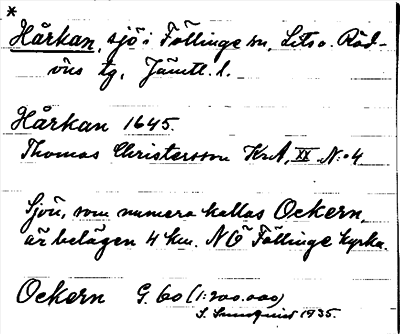 *
Hårkan, sjö i Föllinge sn, Lits o. Röd-
öns tg, Jämtl. l.
Hårkan 1645.
Thomas Christersson KrA, XX N:o 4
Sjön, som numera kallas Ockern,
är belägen 4 km. NÖ Föllinge kyrka.
Ockern G. 60 (1:200.000)
S. Sundquist 1935.